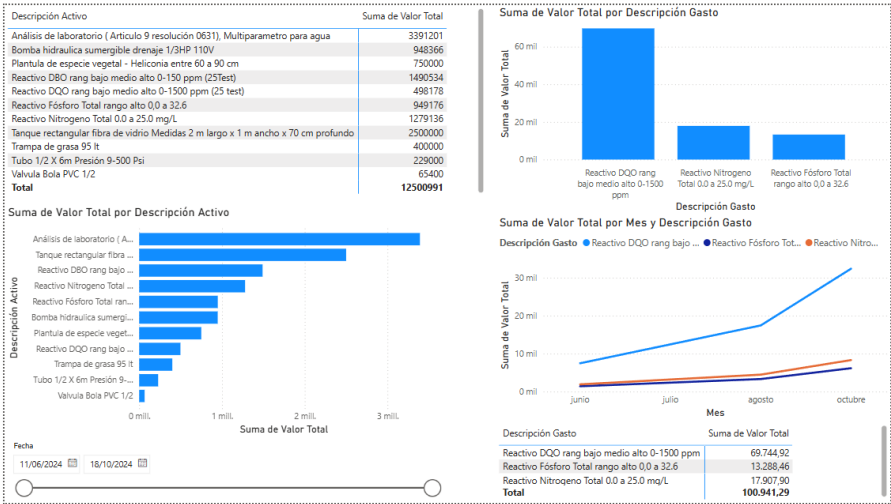 Descripción Activo Suma de Valor Total
Análisis de laboratorio ( Articulo 9 resolución 0631), Multiparametro para agua 3391201
Bomba hidraulica sumergible drenaje 1/3HP 110V 948366
Plantula de especie vegetal - Heliconia entre 60 a 90 cm 750000
Reactivo DBO rang bajo medio alto 0-150 ppm (25Test) 1490534
Reactivo DQO rang bajo medio alto 0-1500 ppm (25 test) 498178
Reactivo Fósforo Total rango alto 0,0 a 32.6 949176
Reactivo Nitrogeno Total 0.0 a 25.0 mg/L 1279136
Tanque rectangular fibra de vidrio Medidas 2 m largo x 1 m ancho x 70 cm profundo 2500000
Trampa de grasa 95 lt 400000
Tubo 1/2 X 6m Presión 9-500 Psi 229000
Valvula Bola PVC 1/2 65400
Total 12500991
Suma de Valor Total por Descripción Activo
Descripción Activo
Análisis de laboratorio ( A...
Tanque rectangular fibra ...
Reactivo DBO rang bajo ...
Reactivo Nitrogeno Total ...
Reactivo Fósforo Total ran...
Bomba hidraulica sumergi...
Plantula de especie veget...
Reactivo DQO rang bajo ...
Trampa de grasa 95 lt
Tubo 1/2 X 6m Presión 9-...
Valvula Bola PVC 1/2
0 mill. 1 mill. 2 mill. 3 mill.
Suma de Valor Total
Fecha
11/06/2024 18/10/2024
Suma de Valor Total por Descripción Gasto
Suma de Valor Total
60 mil
40 mil
20 mil
0 mil
Reactivo DQO rang Reactivo Nitrogeno Reactivo Fósforo Total
bajo medio alto 0-1500 Total 0.0 a 25.0 mg/L rango alto 0,0 a 32.6
ppm
Descripción Gasto
Suma de Valor Total por Mes y Descripción Gasto
Descripción Gasto Reactivo DQO rang bajo ... Reactivo Fósforo Tot... Reactivo Nitro...
Suma de Valor Total
30 mil
20 mil
10 mil
0 mil
junio julio agosto octubre
Mes
Descripción Gasto Suma de Valor Total
Reactivo DQO rang bajo medio alto 0-1500 ppm 69.744,92
Reactivo Fósforo Total rango alto 0,0 a 32.6 13.288,46
Reactivo Nitrogeno Total 0.0 a 25.0 mg/L 17.907,90
Total 100.941,29